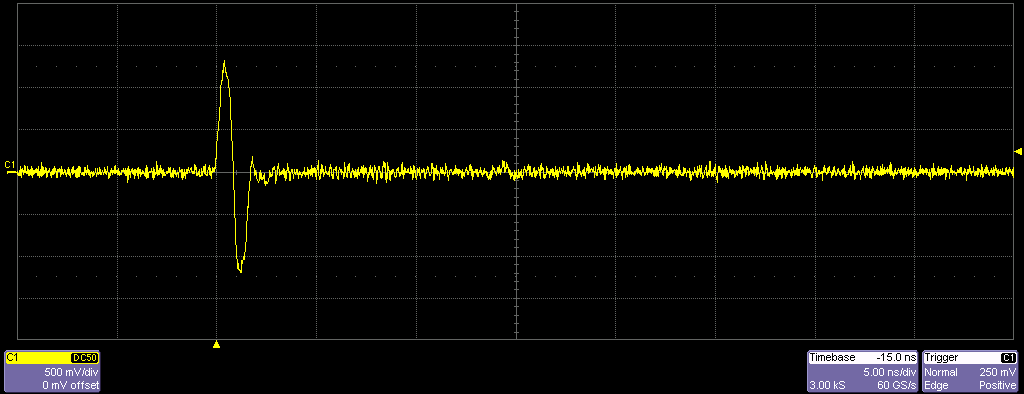 C1
C1 DC50
500 mV/div
0 mV offset
Timebase -15.0 ns
5.00 ns/div
3.00 kS 60 GS/s
Trigger C1
Normal 250 mV
Edge Positive